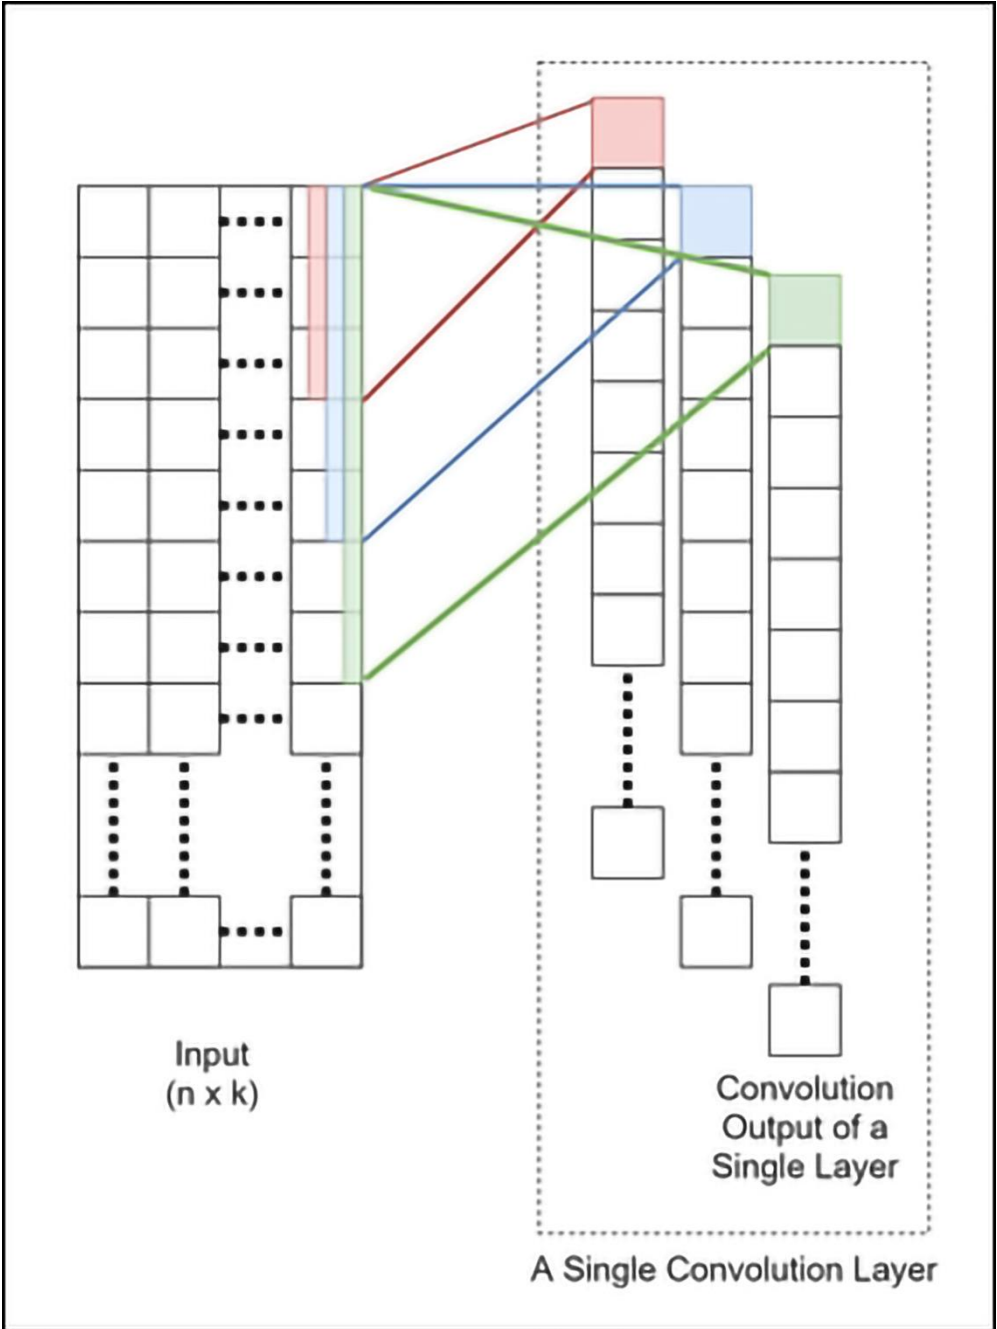 Input
(n x k)
Convolution
Output of a
Single Layer
A Single Convolution Layer